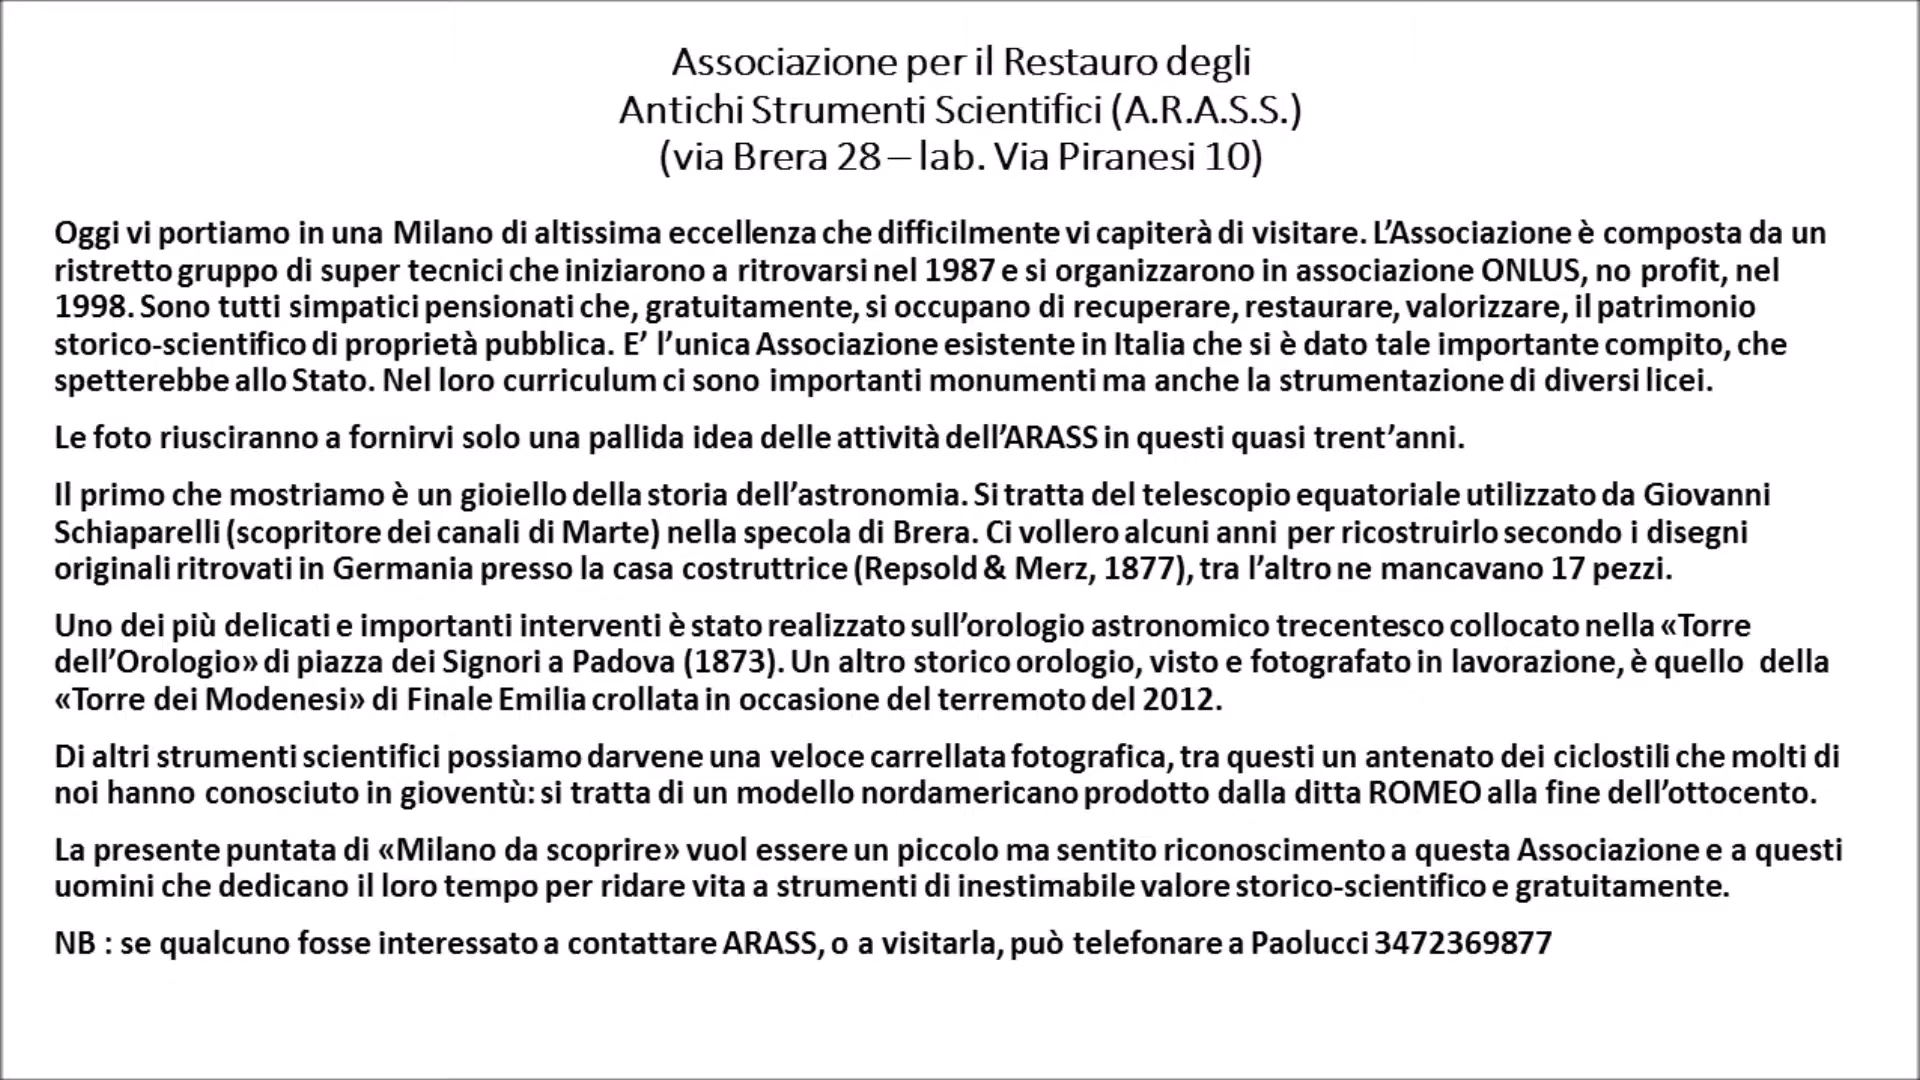 Associazione per il Restauro degli
Antichi Strumenti Scientifici (A.R.A.S.S.)
(via Brera 28 – lab. Via Piranesi 10)
Oggi vi portiamo in una Milano di altissima eccellenza che difficilmente vi capiterà di visitare. L’Associazione è composta da un
ristretto gruppo di super tecnici che iniziarono a ritrovarsi nel 1987 e si organizzarono in associazione ONLUS, no profit, nel
1998. Sono tutti simpatici pensionati che, gratuitamente, si occupano di recuperare, restaurare, valorizzare, il patrimonio
storico-scientifico di proprietà pubblica. E’ l’unica Associazione esistente in Italia che si è dato tale importante compito, che
spetterebbe allo Stato. Nel loro curriculum ci sono importanti monumenti ma anche la strumentazione di diversi licei.
Le foto riusciranno a fornirvi solo una pallida idea delle attività dell’ARASS in questi quasi trent’anni.
Il primo che mostriamo è un gioiello della storia dell’astronomia. Si tratta del telescopio equatoriale utilizzato da Giovanni
Schiaparelli (scopritore dei canali di Marte) nella specola di Brera. Ci vollero alcuni anni per ricostruirlo secondo i disegni
originali ritrovati in Germania presso la casa costruttrice (Repsold & Merz, 1877), tra l’altro ne mancavano 17 pezzi.
Uno dei più delicati e importanti interventi è stato realizzato sull’orologio astronomico trecentesco collocato nella «Torre
dell’Orologio» di piazza dei Signori a Padova (1873). Un altro storico orologio, visto e fotografato in lavorazione, è quello della
«Torre dei Modenesi» di Finale Emilia crollata in occasione del terremoto del 2012.
Di altri strumenti scientifici possiamo darvene una veloce carrellata fotografica, tra questi un antenato dei ciclostili che molti di
noi hanno conosciuto in gioventù: si tratta di un modello nordamericano prodotto dalla ditta ROMEO alla fine dell’ottocento.
La presente puntata di «Milano da scoprire» vuol essere un piccolo ma sentito riconoscimento a questa Associazione e a questi
uomini che dedicano il loro tempo per ridare vita a strumenti di inestimabile valore storico-scientifico e gratuitamente.
NB : se qualcuno fosse interessato a contattare ARASS, o a visitarla, può telefonare a Paolucci 3472369877